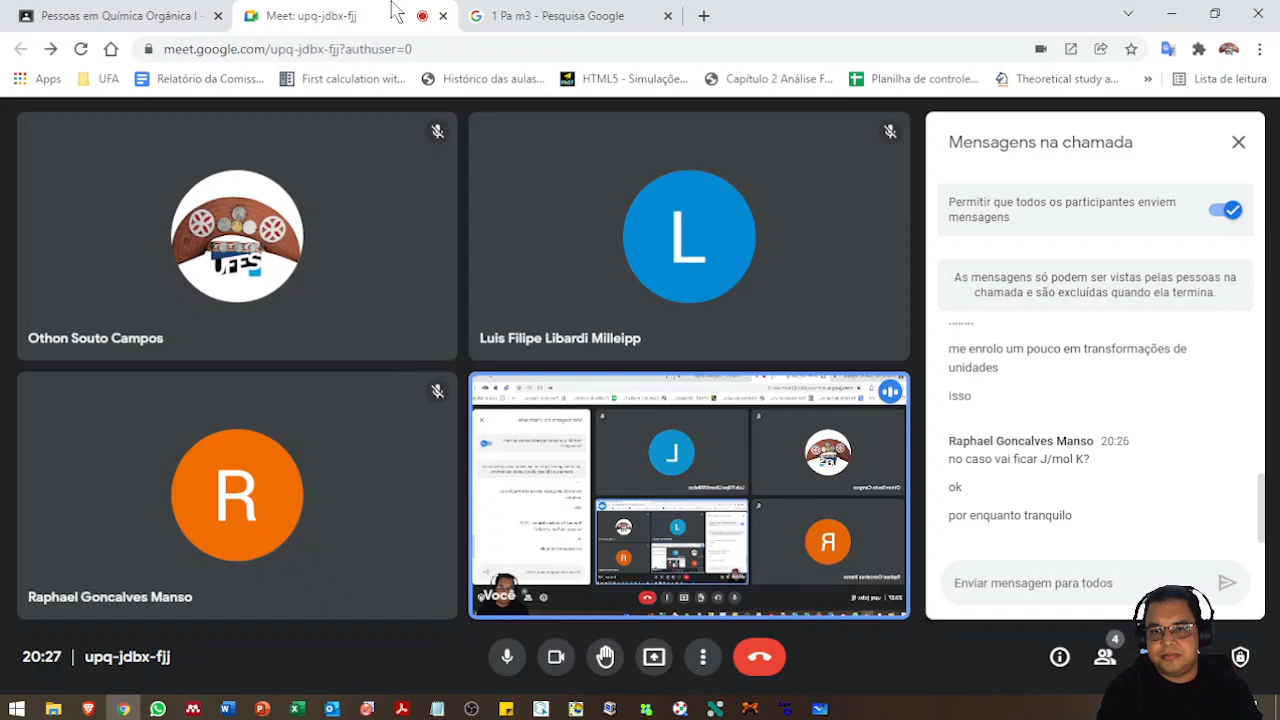 Pessoas em Química Orgânica I -
Meet: upq-jdbx-fjj
1 Pa m3 - Pesquisa Google
meet.google.com/upq-jdbx-fjj?authuser=0
Apps
UFA
Relatório da Comiss...
First calculation wit...
Histórico das aulas...
HTML5 - Simulaçõe...
Capítulo 2 Análise F...
Planilha de controle...
Theoretical study a...
Lista de leitura
UFES
Othon Souto Campos
L
Luis Filipe Libardi Milleipp
R
Raphael Goncalves Manso
Você
Mensagens na chamada
Permitir que todos os participantes enviem
mensagens
As mensagens só podem ser vistas pelas pessoas na
chamada e são excluídas quando ela termina.
me enrolo um pouco em transformações de
unidades
isso
Raphael Goncalves Manso 20:26
no caso vai ficar J/mol K?
ok
por enquanto tranquilo
Enviar mensagem para todos
20:27 | upq-jdbx-fjj
4